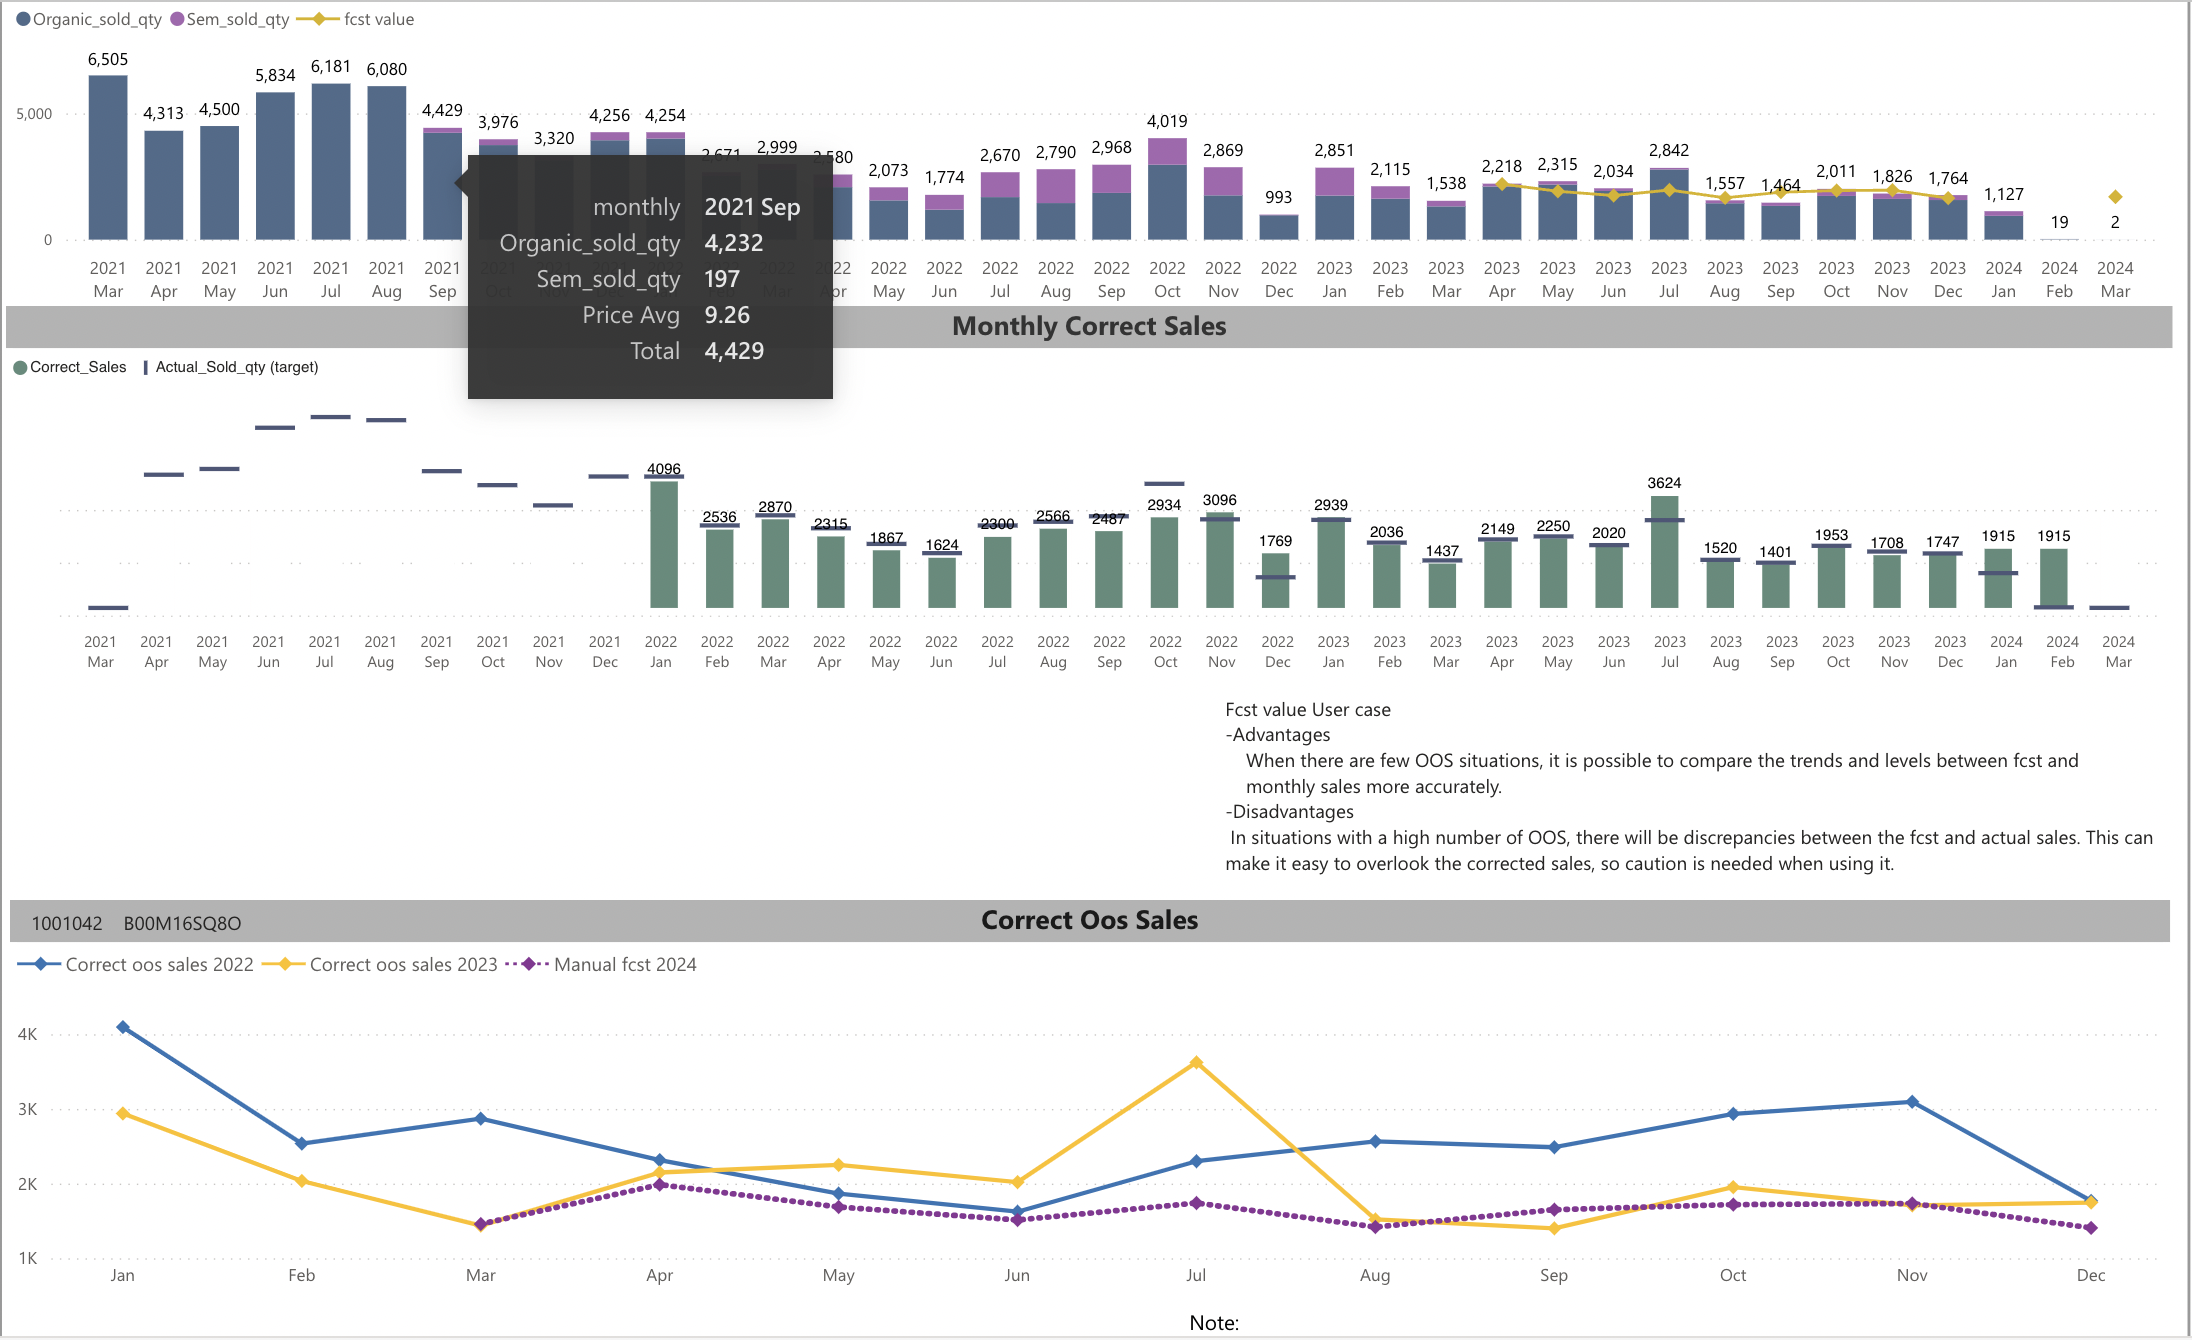 Organic_sold_qty Sem_sold_qty fcst value
6,505 4,313 4,500 5,834 6,181 6,080 4,429 3,976 3,320 4,256 4,254 2,671 2,999 2,580 2,073 1,774 2,670 2,790 2,968 4,019 2,869 993 2,851 2,115 1,538 2,218 2,315 2,034 2,842 1,557 1,464 2,011 1,826 1,764 1,127 19 2
5,000
0
2021 2021 2021 2021 2021 2021 2021 2021 2022 2022 2022 2022 2022 2022 2022 2022 2022 2022 2023 2023 2023 2023 2023 2023 2023 2023 2023 2023 2023 2023 2024 2024 2024
Mar Apr May Jun Jul Aug Sep Oct Mar Apr May Jun Jul Aug Sep Oct Nov Dec Jan Feb Mar Apr May Jun Jul Aug Sep Oct Nov Dec Jan Feb Mar
monthly 2021 Sep
Organic_sold_qty 4,232
Sem_sold_qty 197
Price Avg 9.26
Total 4,429
Monthly Correct Sales
Correct_Sales Actual_Sold_qty (target)
4096 2536 2870 2315 1867 1624 2300 2566 2487 2934 3096 1769 2939 2036 1437 2149 2250 2020 3624 1520 1401 1953 1708 1747 1915 1915
2021 2021 2021 2021 2021 2021 2021 2021 2021 2021 2022 2022 2022 2022 2022 2022 2022 2022 2022 2022 2022 2022 2023 2023 2023 2023 2023 2023 2023 2023 2023 2023 2023 2023 2024 2024 2024
Mar Apr May Jun Jul Aug Sep Oct Nov Dec Jan Feb Mar Apr May Jun Jul Aug Sep Oct Nov Dec Jan Feb Mar Apr May Jun Jul Aug Sep Oct Nov Dec Jan Feb Mar
Fcst value User case
-Advantages
When there are few OOS situations, it is possible to compare the trends and levels between fcst and
monthly sales more accurately.
-Disadvantages
In situations with a high number of OOS, there will be discrepancies between the fcst and actual sales. This can
make it easy to overlook the corrected sales, so caution is needed when using it.
1001042 B00M16SQ8O Correct Oos Sales
Correct oos sales 2022 Correct oos sales 2023 Manual fcst 2024
4K
3K
2K
1K
Jan Feb Mar Apr May Jun Jul Aug Sep Oct Nov Dec
Note: